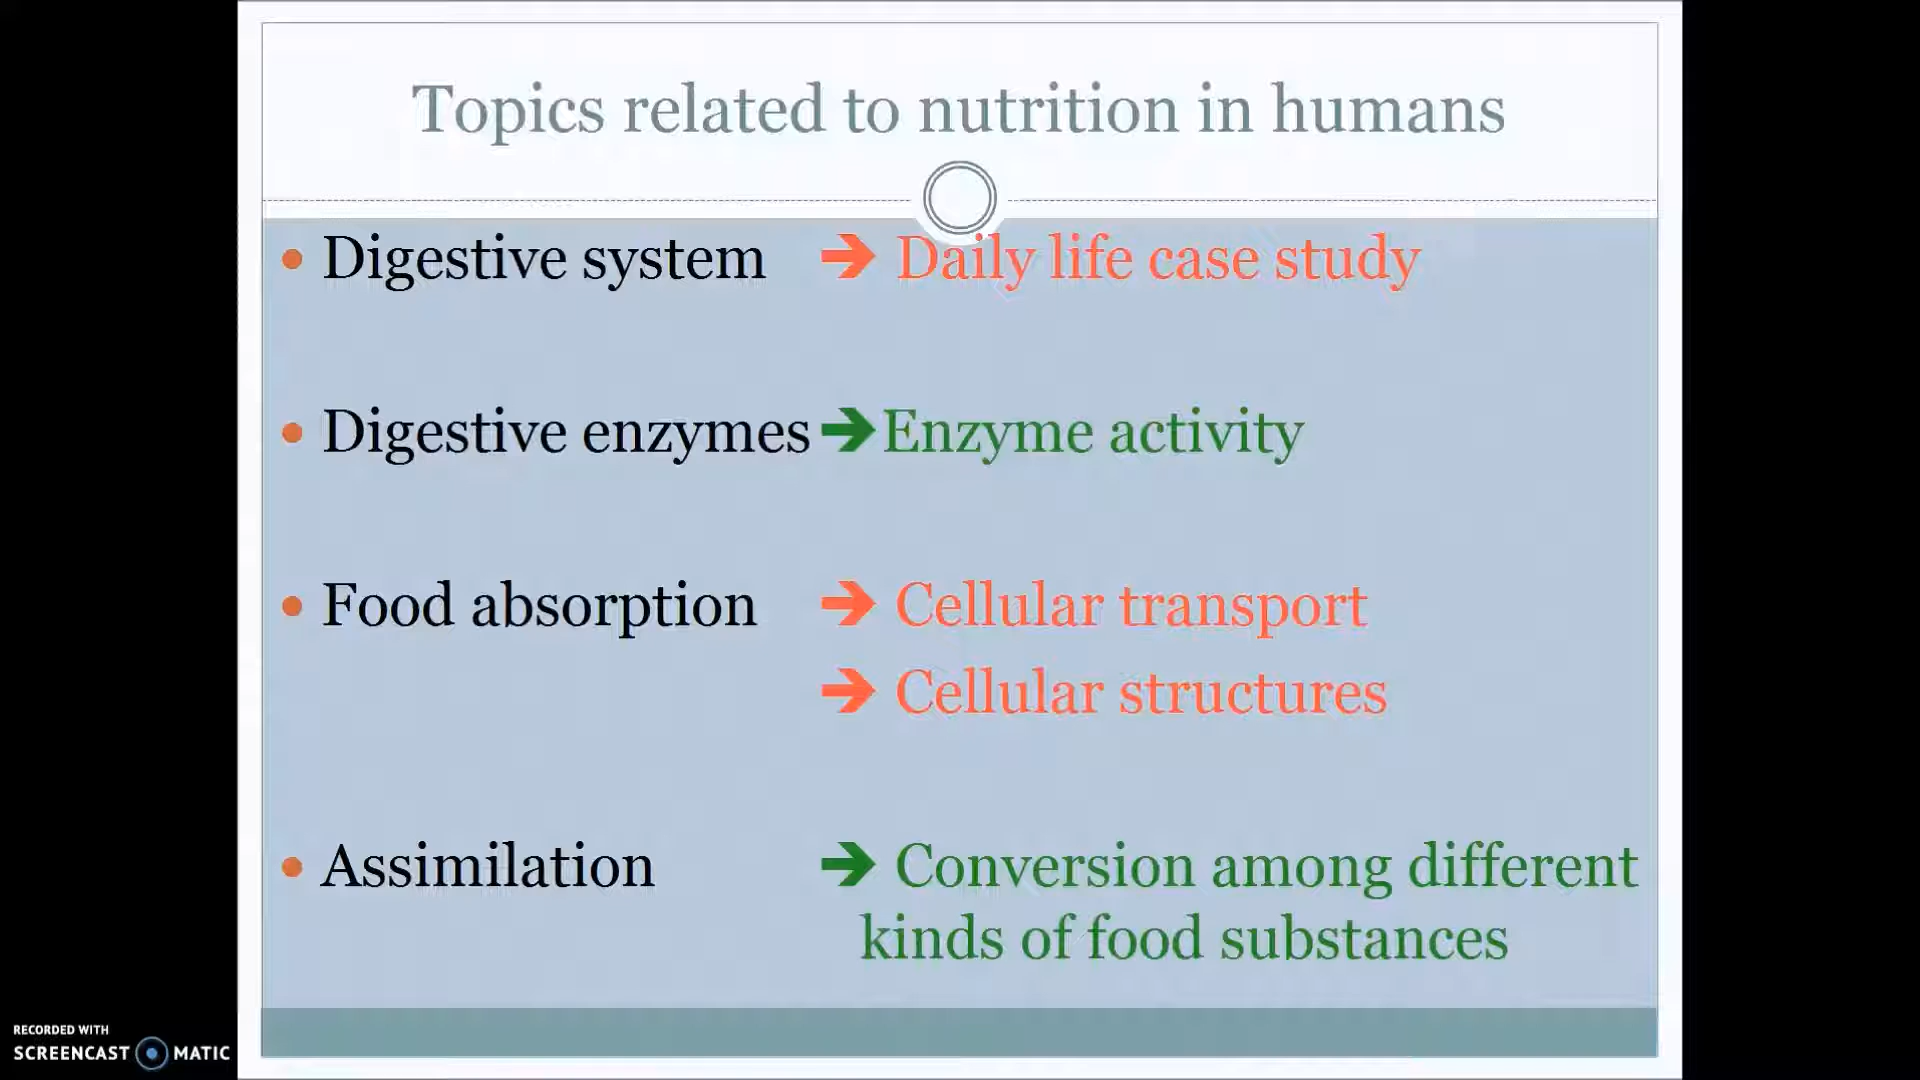 Topics related to nutrition in humans
• Digestive system ➔ Daily life case study
• Digestive enzymes ➔Enzyme activity
• Food absorption ➔ Cellular transport
➔ Cellular structures
• Assimilation ➔ Conversion among different
kinds of food substances
RECORDED WITH
SCREENCAST MATIC